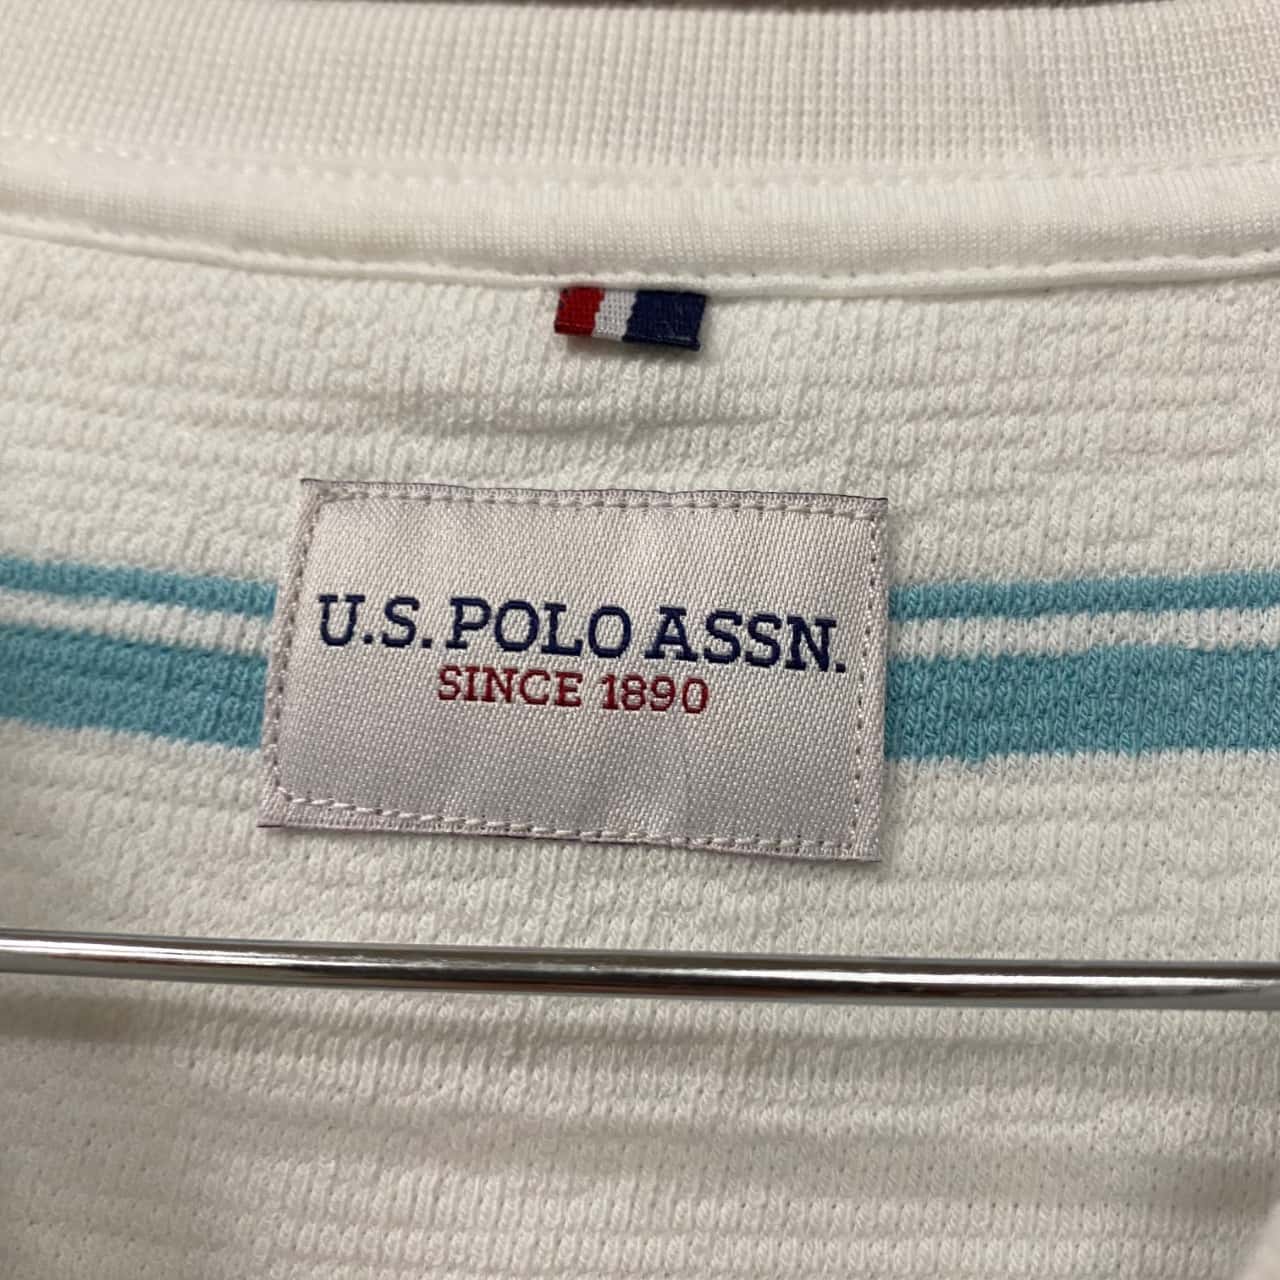 U.S. POLO ASSN.
SINCE 1890